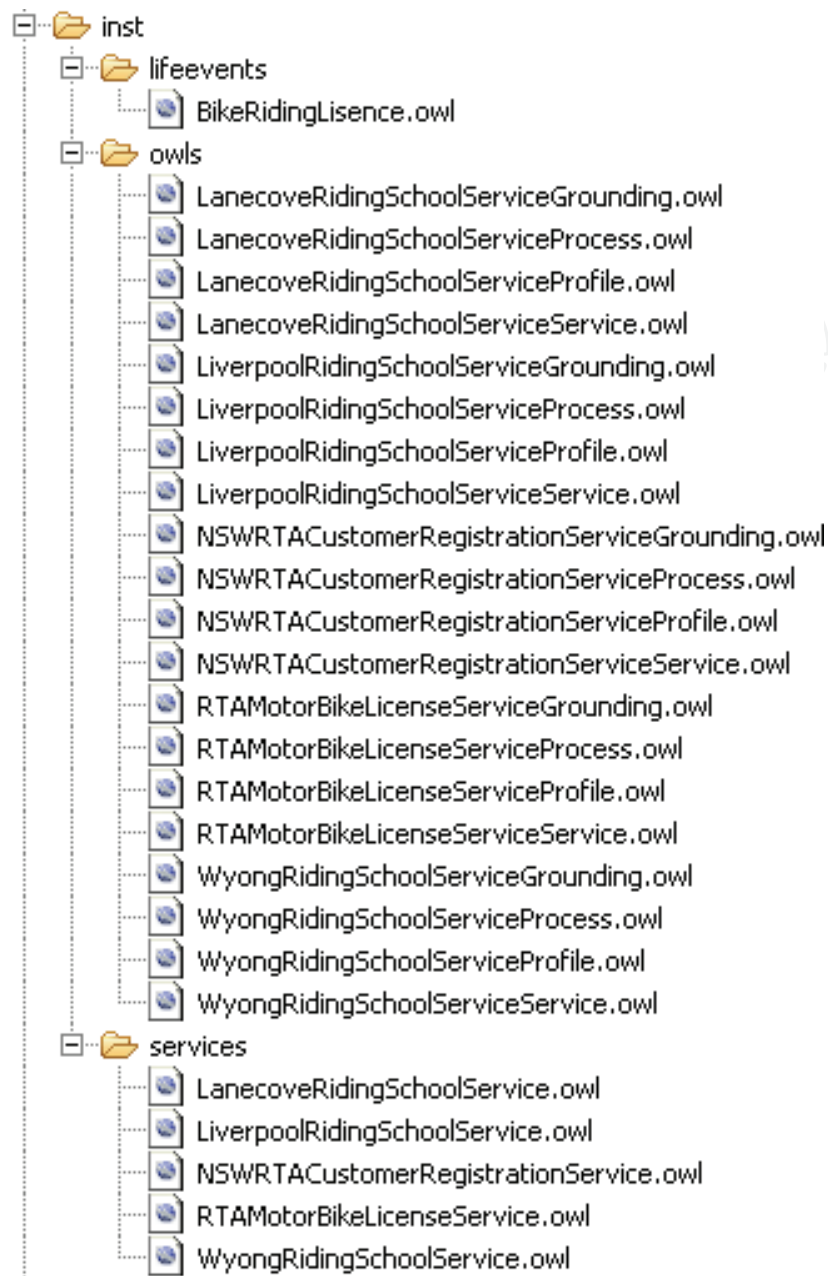 inst
lifeevents
BikeRidingLisence.owl
owls
LanecoveRidingSchoolServiceGrounding.owl
LanecoveRidingSchoolServiceProcess.owl
LanecoveRidingSchoolServiceProfile.owl
LanecoveRidingSchoolServiceService.owl
LiverpoolRidingSchoolServiceGrounding.owl
LiverpoolRidingSchoolServiceProcess.owl
LiverpoolRidingSchoolServiceProfile.owl
LiverpoolRidingSchoolServiceService.owl
NSWRTACustomerRegistrationServiceGrounding.owl
NSWRTACustomerRegistrationServiceProcess.owl
NSWRTACustomerRegistrationServiceProfile.owl
NSWRTACustomerRegistrationServiceService.owl
RTAMotorBikeLicenseServiceGrounding.owl
RTAMotorBikeLicenseServiceProcess.owl
RTAMotorBikeLicenseServiceProfile.owl
RTAMotorBikeLicenseServiceService.owl
WyongRidingSchoolServiceGrounding.owl
WyongRidingSchoolServiceProcess.owl
WyongRidingSchoolServiceProfile.owl
WyongRidingSchoolServiceService.owl
services
LanecoveRidingSchoolService.owl
LiverpoolRidingSchoolService.owl
NSWRTACustomerRegistrationService.owl
RTAMotorBikeLicenseService.owl
WyongRidingSchoolService.owl